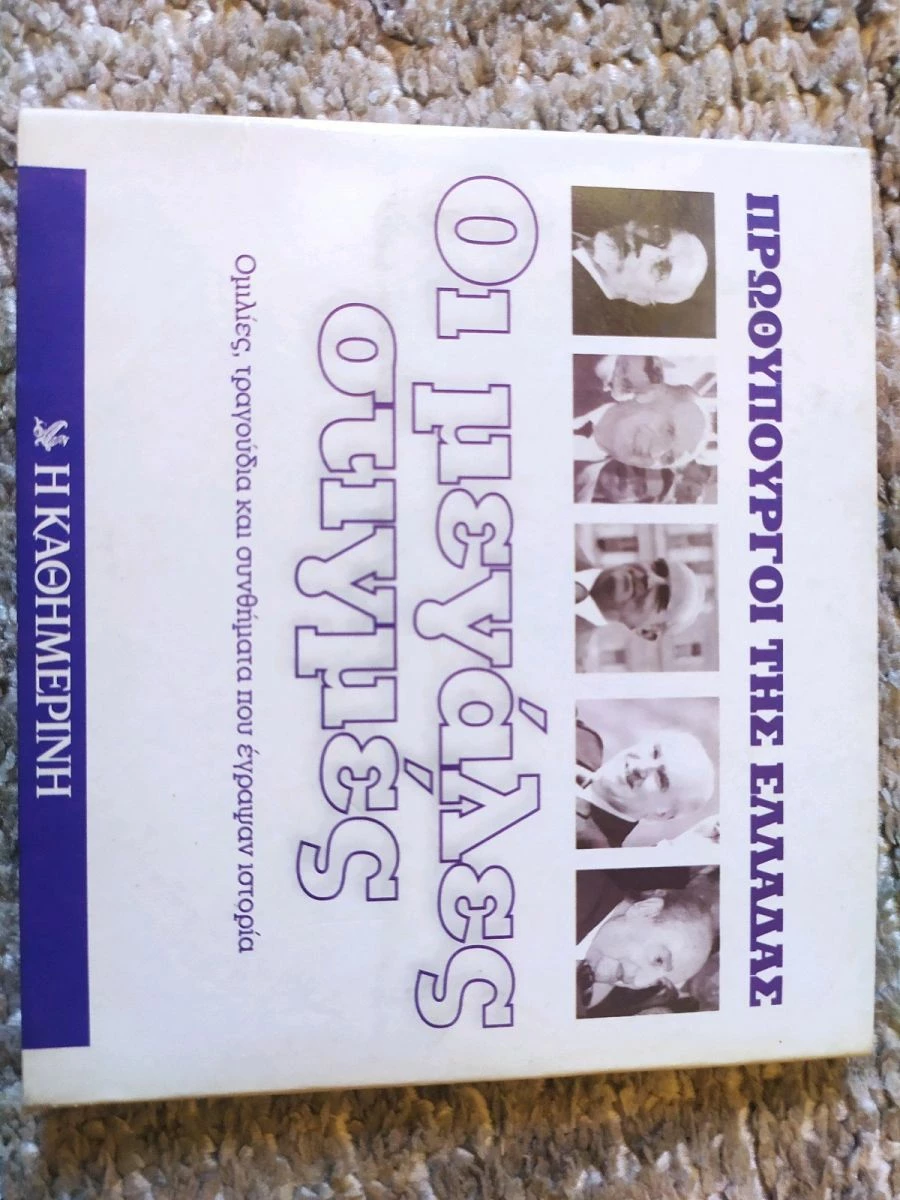 ΠΡΩΘΥΠΟΥΡΓΟΙ ΤΗΣ ΕΛΛΑΔΑΣ
οι μεγάλες
στιγμές
Ομιλίες, τραγούδια και συνθήματα που έγραψαν ιστορία
Η ΚΑΘΗΜΕΡΙΝΗ